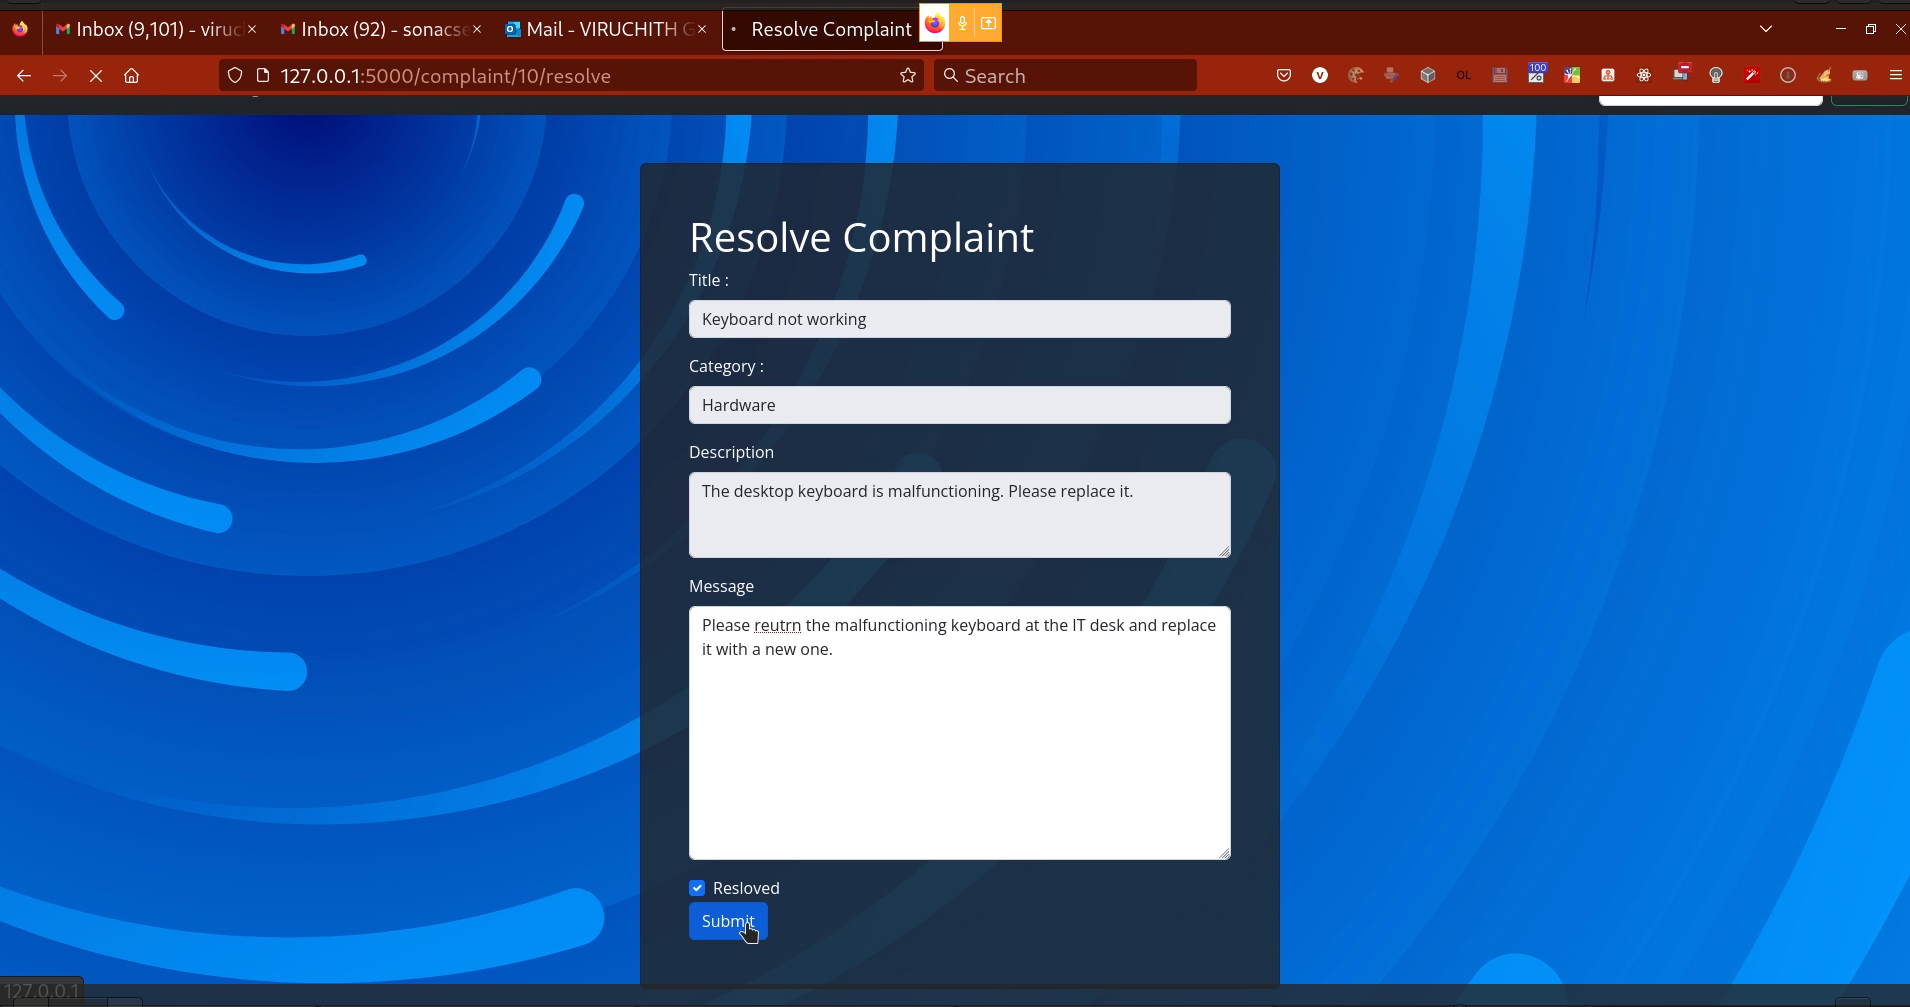 Inbox (9,101) - viruc
Inbox (92) - sonacse
Mail - VIRUCHITH G
Resolve Complaint
127.0.0.1:5000/complaint/10/resolve
Search
V
OL
100
Resolve Complaint
Title :
Keyboard not working
Category :
Hardware
Description
The desktop keyboard is malfunctioning. Please replace it.
Message
Please reutrn the malfunctioning keyboard at the IT desk and replace
it with a new one.
Resloved
Submit
127.0.0.1